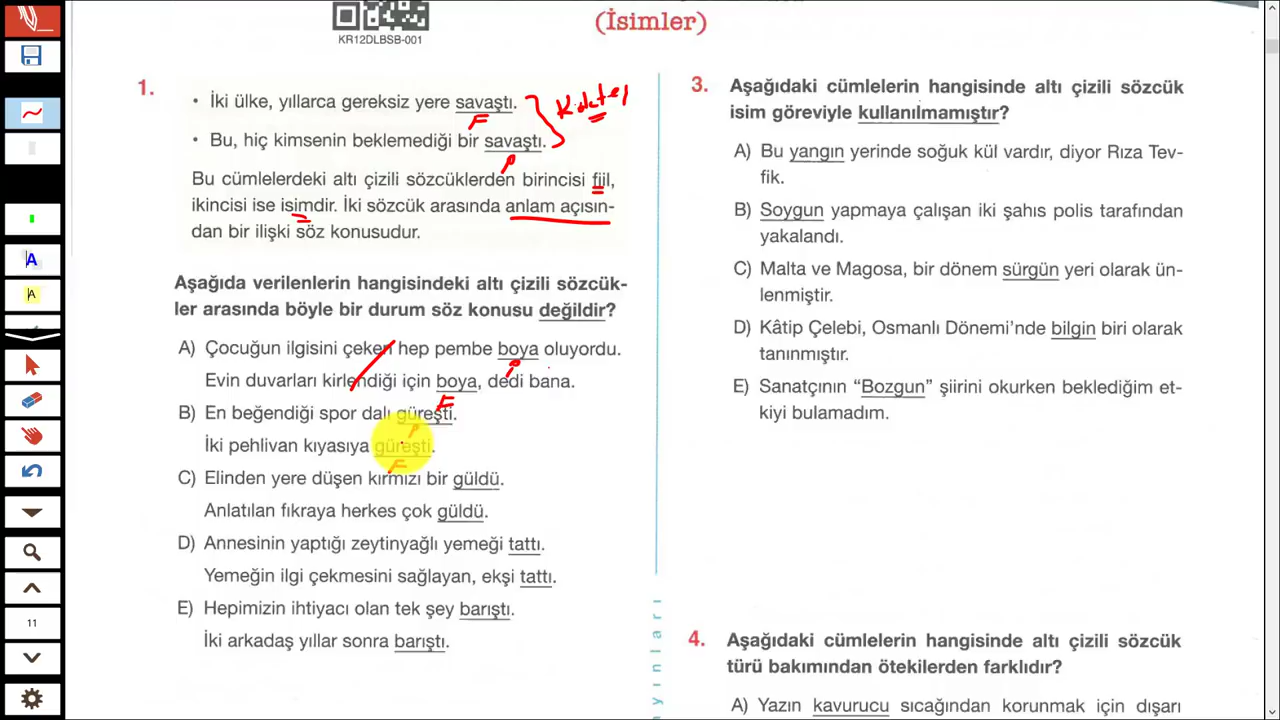 (İsimler)
KR12DLBSB-001
1.
• İki ülke, yıllarca gereksiz yere savaştı.
F
• Bu, hiç kimsenin beklemediği bir savaştı.
Bu cümlelerdeki altı çizili sözcüklerden birincisi fiil,
ikincisi ise isimdir. İki sözcük arasında anlam açısın-
dan bir ilişki söz konusudur.
Aşağıda verilenlerin hangisindeki altı çizili sözcük-
ler arasında böyle bir durum söz konusu değildir?
A) Çocuğun ilgisini çeken hep pembe boya oluyordu.
Evin duvarları kirlendiği için boya, dedi bana.
F
B) En beğendiği spor dalı güreşti.
İki pehlivan kıyasıya güreşti.
F
C) Elinden yere düşen kırmızı bir güldü.
Anlatılan fıkraya herkes çok güldü.
D) Annesinin yaptığı zeytinyağlı yemeği tattı.
Yemeğin ilgi çekmesini sağlayan, ekşi tattı.
E) Hepimizin ihtiyacı olan tek şey barıştı.
İki arkadaş yıllar sonra barıştı.
3. Aşağıdaki cümlelerin hangisinde altı çizili sözcük
isim göreviyle kullanılmamıştır?
A) Bu yangın yerinde soğuk kül vardır, diyor Rıza Tev-
fik.
B) Soygun yapmaya çalışan iki şahıs polis tarafından
yakalandı.
C) Malta ve Magosa, bir dönem sürgün yeri olarak ün-
lenmiştir.
D) Kâtip Çelebi, Osmanlı Dönemi’nde bilgin biri olarak
tanınmıştır.
E) Sanatçının “Bozgun” şiirini okurken beklediğim et-
kiyi bulamadım.
4. Aşağıdaki cümlelerin hangisinde altı çizili sözcük
türü bakımından ötekilerden farklıdır?
A) Yazın kavurucu sıcağından korunmak için dışarı
yayınları
A
A
11